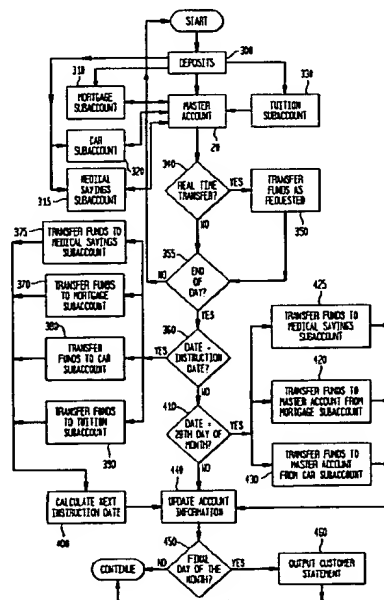 START
300
DEPOSITS
310
MORTGAGE
SUBACCOUNT
330
MASTER
ACCOUNT
TUITION
SUBACCOUNT
CAR
SUBACCOUNT
320
20
MEDICAL
SAVINGS
SUBACCOUNT
315
340
REAL TIME
TRANSFER?
YES
TRANSFER
FUNDS AS
REQUESTED
350
NO
375
TRANSFER FUNDS TO
MEDICAL SAVINGS
SUBACCOUNT
355
END
OF
DAY?
NO
YES
370
TRANSFER FUNDS
TO MORTGAGE
SUBACCOUNT
425
TRANSFER FUNDS TO
MEDICAL SAVINGS
SUBACCOUNT
380
TRANSFER
FUNDS TO CAR
SUBACCOUNT
360
DATE =
INSTRUCTION
DATE?
YES
NO
420
TRANSFER FUNDS TO
MASTER ACCOUNT FROM
MORTGAGE SUBACCOUNT
TRANSFER
FUNDS TO TUITION
SUBACCOUNT
390
410
DATE =
29TH DAY OF
MONTH?
YES
NO
TRANSFER FUNDS TO
MASTER ACCOUNT
FROM CAR SUBACCOUNT
430
440
CALCULATE NEXT
INSTRUCTION DATE
400
UPDATE ACCOUNT
INFORMATION
450
FINAL
DAY OF THE
MONTH?
NO
CONTINUE
YES
460
OUTPUT CUSTOMER
STATEMENT